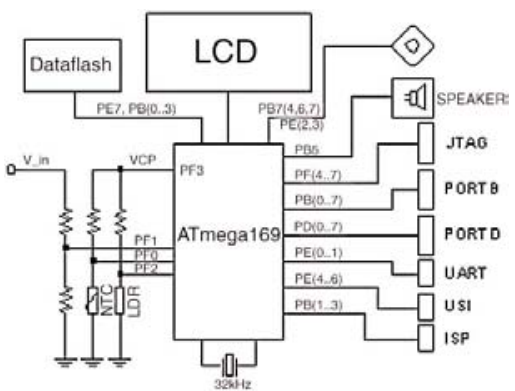 LCD
Dataflash
PE7, PB(0..3)
PB7(4,6,7)
PE(2,3)
SPEAKER
V_in
VCP
PF3
PB5
JTAG
PF(4..7)
PB(0..7)
PORT B
PF1
ATmega169
PD(0..7)
PORT D
PF0
PE(0..1)
UART
PF2
PE(4..6)
USI
NTC
LDR
PB(1..3)
ISP
32kHz